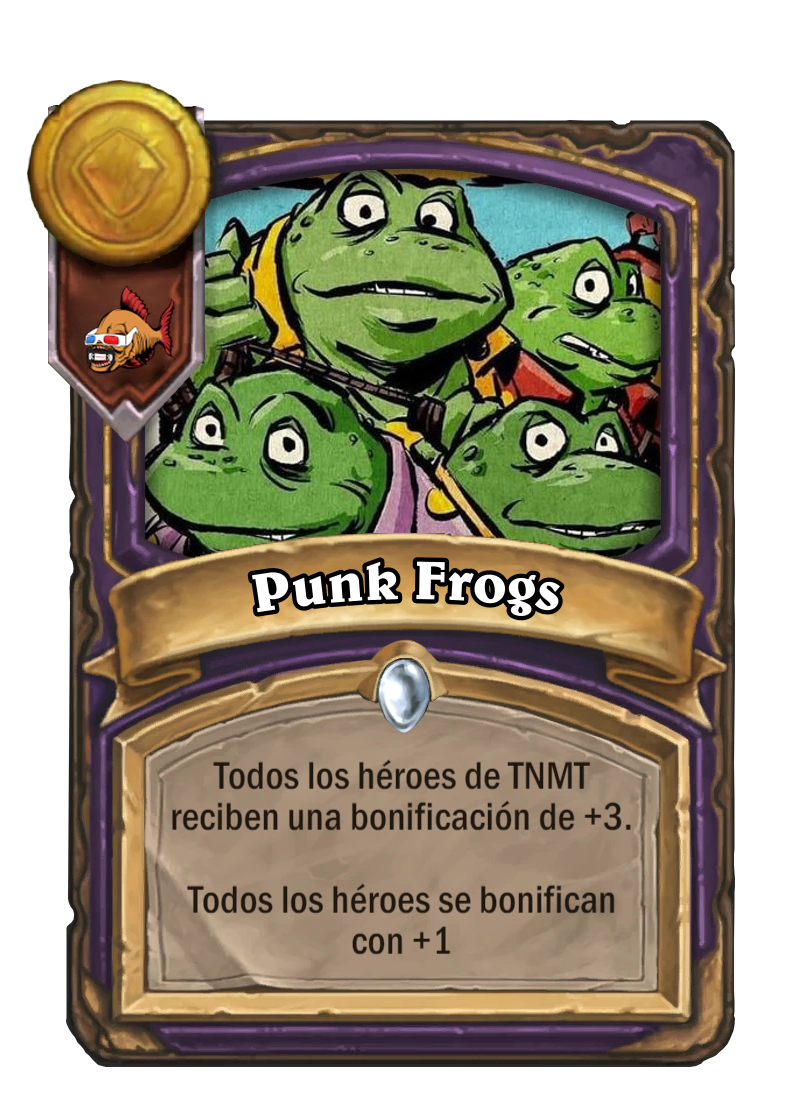 Punk Frogs
Todos los héroes de TNMT
reciben una bonificación de +3.
Todos los héroes se bonifican
con +1